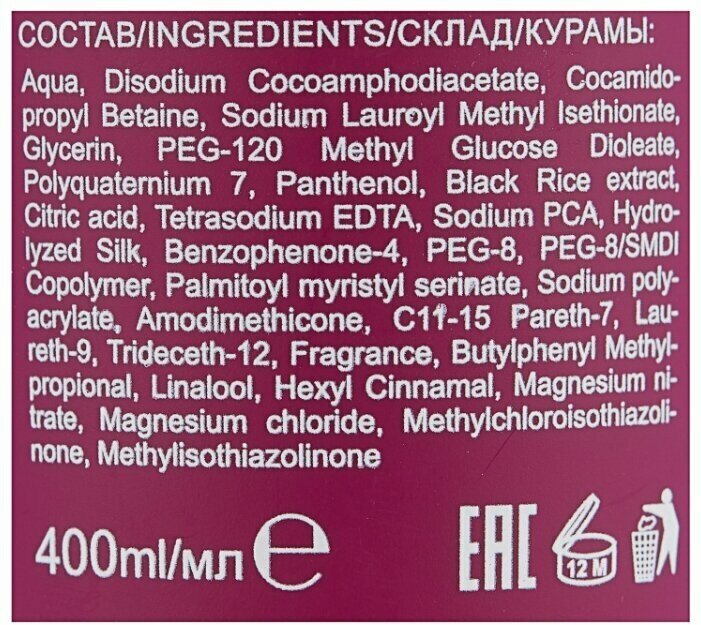 СОСТАВ/INGREDIENTS/СКЛАД/КУРАМЫ:
Aqua, Disodium Cocoamphodiacetate, Cocamido-
propyl Betaine, Sodium Lauroyl Methyl Isethionate,
Glycerin, PEG-120 Methyl Glucose Dioleate,
Polyquaternium 7, Panthenol, Black Rice extract,
Citric acid, Tetrasodium EDTA, Sodium PCA, Hydro-
lyzed Silk, Benzophenone-4, PEG-8, PEG-8/SMDI
Copolymer, Palmitoyl myristyl serinate, Sodium poly-
acrylate, Amodimethicone, C11-15 Pareth-7, Lau-
reth-9, Trideceth-12, Fragrance, Butylphenyl Methyl-
propional, Linalool, Hexyl Cinnamal, Magnesium ni-
trate, Magnesium chloride, Methylchloroisothiazoli-
none, Methylisothiazolinone
400ml/мл e EAC 12 M